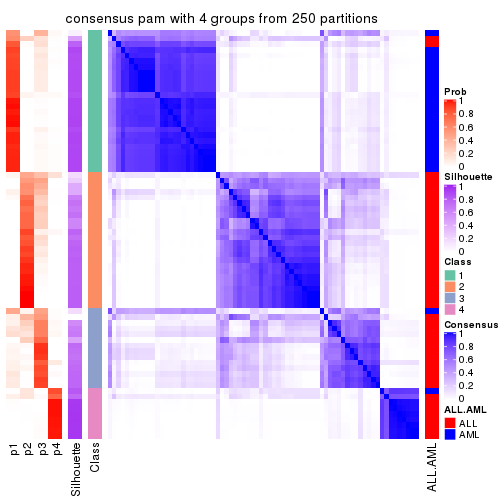 consensus pam with 4 groups from 250 partitions
Prob
1
0.8
0.6
0.4
0.2
0
Silhouette
1
0.8
0.6
0.4
0.2
0
Class
1
2
3
4
Consensus
1
0.8
0.6
0.4
0.2
0
ALL.AML
ALL
AML
p1
p2
p3
p4
Silhouette
Class
ALL.AML